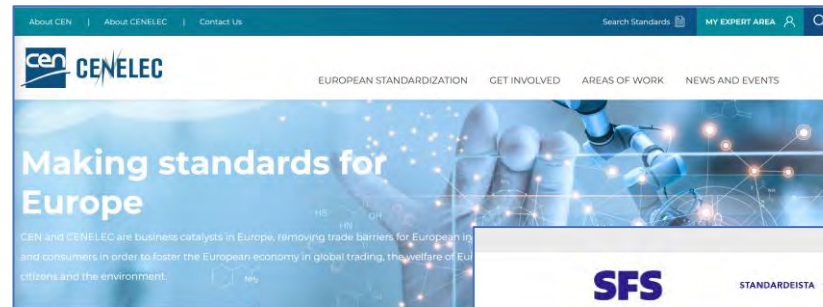 About CEN | About CENELEC | Contact Us
Search Standards MY EXPERT AREA
cen CENELEC
EUROPEAN STANDARDIZATION GET INVOLVED AREAS OF WORK NEWS AND EVENTS
Making standards for
Europe
CEN and CENELEC are business catalysts in Europe, removing trade barriers for European in
and consumers in order to foster the European economy in global trading, the welfare of Eu
citizens and the environment.
SFS STANDARDEISTA